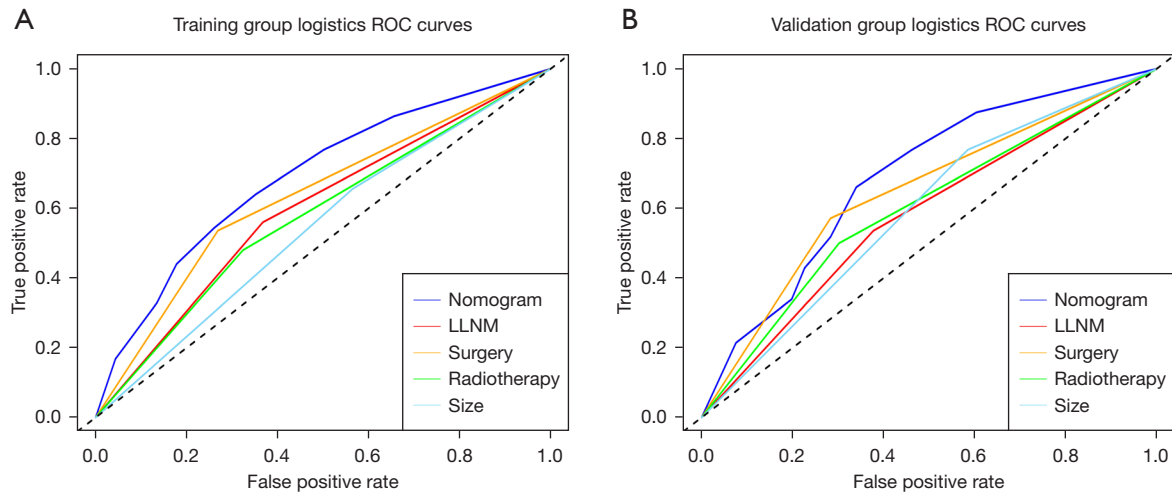 A
Training group logistics ROC curves
1.0
0.8
0.6
0.4
0.2
0.0
True positive rate
Nomogram
LLNM
Surgery
Radiotherapy
Size
0.0 0.2 0.4 0.6 0.8 1.0
False positive rate
B
Validation group logistics ROC curves
1.0
0.8
0.6
0.4
0.2
0.0
True positive rate
Nomogram
LLNM
Surgery
Radiotherapy
Size
0.0 0.2 0.4 0.6 0.8 1.0
False positive rate